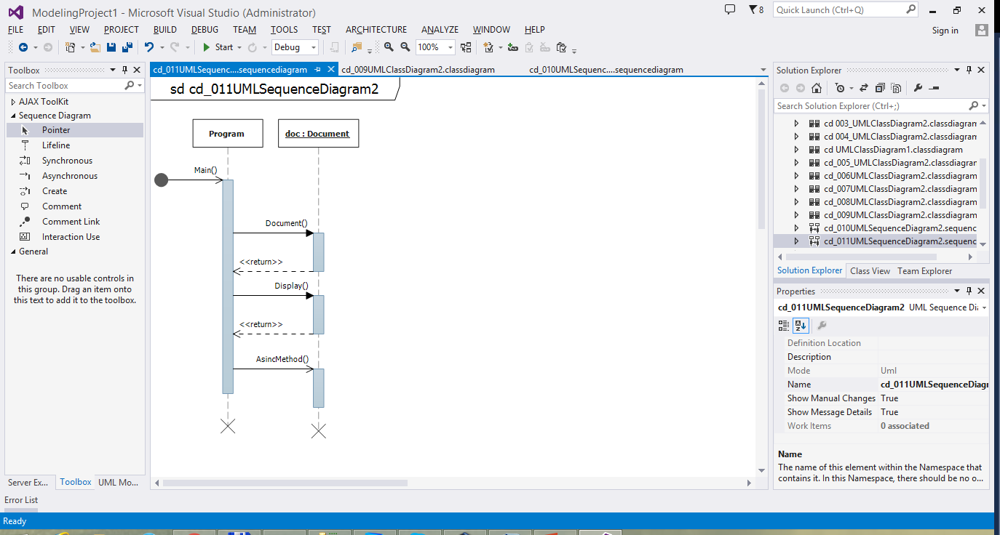 ModelingProject1 - Microsoft Visual Studio (Administrator)
8
Quick Launch (Ctrl+Q)
FILE EDIT VIEW PROJECT BUILD DEBUG TEAM TOOLS TEST ARCHITECTURE ANALYZE WINDOW HELP
Sign in
Start
Debug
100%
Toolbox
Search Toolbox
AJAX ToolKit
Sequence Diagram
Pointer
Lifeline
Synchronous
Asynchronous
Create
Comment
Comment Link
Interaction Use
General
There are no usable controls in
this group. Drag an item onto
this text to add it to the toolbox.
Server Ex... Toolbox UML Mo...
cd_011UMLSequenc....sequencediagram cd_009UMLClassDiagram2.classdiagram cd_010UMLSequenc....sequencediagram
sd cd_011UMLSequenceDiagram2
Program
doc : Document
Main()
Document()
<<return>>
Display()
<<return>>
AsincMethod()
Solution Explorer
Search Solution Explorer (Ctrl+;)
cd 003_UMLClassDiagram2.classdiagram
cd 004_UMLClassDiagram2.classdiagram
cd UMLClassDiagram1.classdiagram
cd_005_UMLClassDiagram2.classdiagram
cd_006UMLClassDiagram2.classdiagram
cd_007UMLClassDiagram2.classdiagram
cd_008UMLClassDiagram2.classdiagram
cd_009UMLClassDiagram2.classdiagram
cd_010UMLSequenceDiagram2.sequenc
cd_011UMLSequenceDiagram2.sequenc
Solution Explorer Class View Team Explorer
Properties
cd_011UMLSequenceDiagram2 UML Sequence Di
Definition Location
Description
Mode Uml
Name cd_011UMLSequenceDiagr
Show Manual Changes True
Show Message Details True
Work Items 0 associated
Name
The name of this element within the Namespace that
contains it. In this Namespace, there should be no o...
Error List
Ready